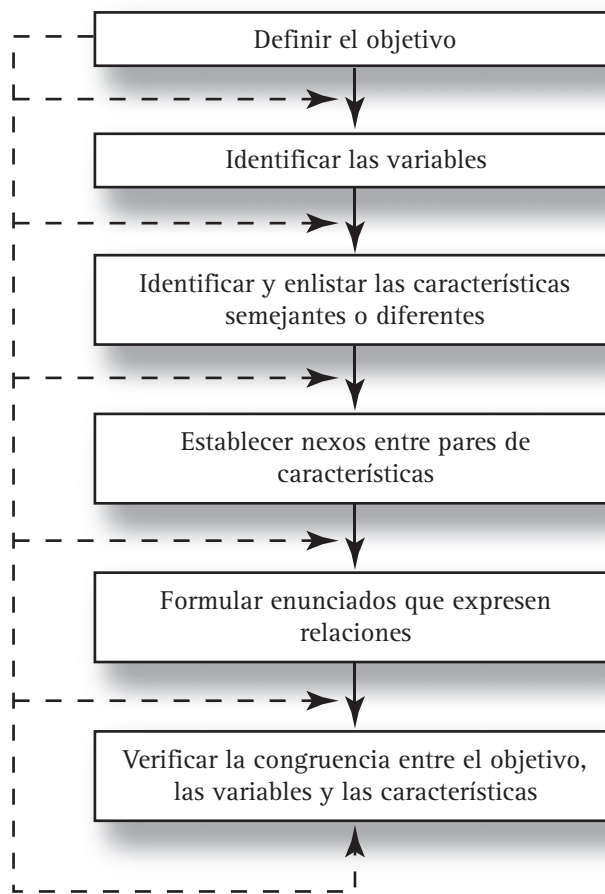 Definir el objetivo
Identificar las variables
Identificar y enlistar las características
semejantes o diferentes
Establecer nexos entre pares de
características
Formular enunciados que expresen
relaciones
Verificar la congruencia entre el objetivo,
las variables y las características